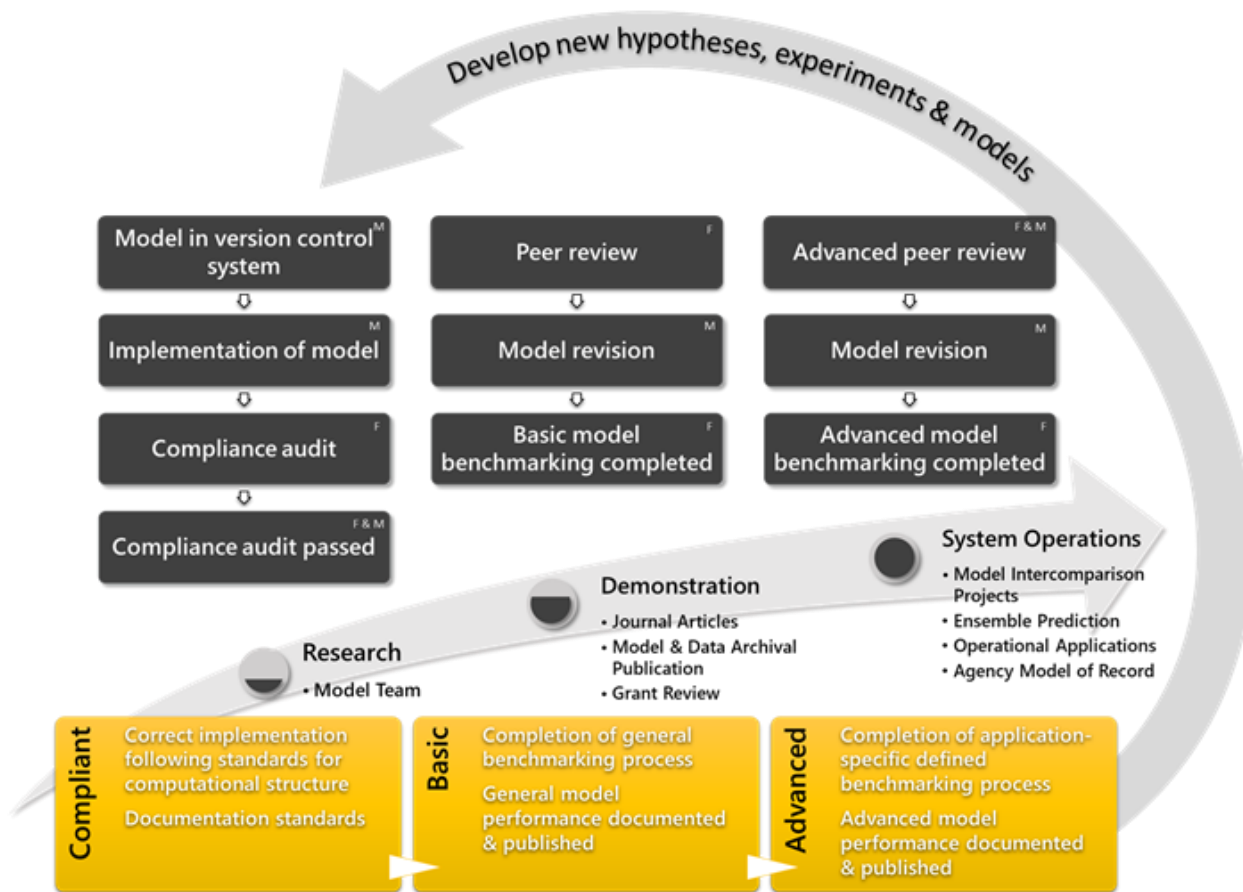 Develop new hypotheses, experiments & models
M
Model in version control
system
M
Implementation of model
F
Compliance audit
F & M
Compliance audit passed
F
Peer review
M
Model revision
F
Basic model
benchmarking completed
F & M
Advanced peer review
M
Model revision
F
Advanced model
benchmarking completed
Research
• Model Team
Demonstration
• Journal Articles
• Model & Data Archival
Publication
• Grant Review
System Operations
• Model Intercomparison
Projects
• Ensemble Prediction
• Operational Applications
• Agency Model of Record
Compliant
Correct implementation
following standards for
computational structure
Documentation standards
Basic
Completion of general
benchmarking process
General model
performance documented
& published
Advanced
Completion of application-
specific defined
benchmarking process
Advanced model
performance documented
& published